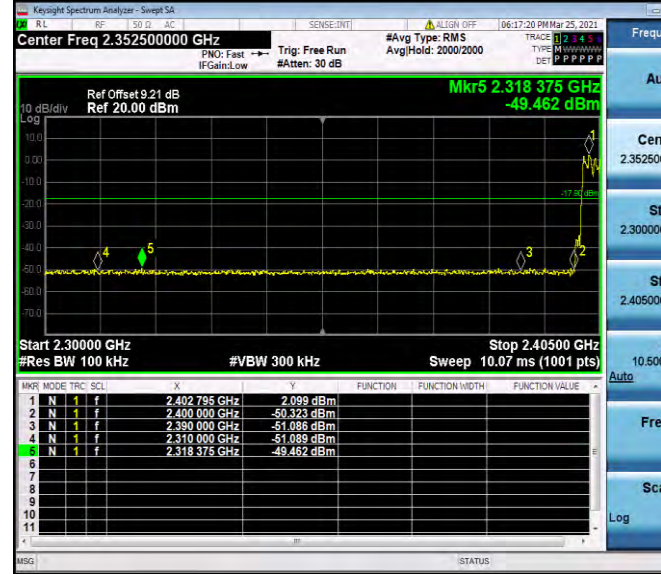 Keysight Spectrum Analyzer - Swept SA
RL RF 50 Ω AC SENSE:INT ALIGN OFF 06:17:20 PM Mar 25, 2021
Center Freq 2.352500000 GHz
PNO: Fast
IFGain:Low
Trig: Free Run
#Atten: 30 dB
#Avg Type: RMS
Avg|Hold: 2000/2000
TRACE 1 2 3 4 5 6
TYPE M WWWWW
DET P P P P P P
Mkr5 2.318 375 GHz
-49.462 dBm
Ref Offset 9.21 dB
Ref 20.00 dBm
10 dB/div
Log
10.0
0.00
-10.0
-20.0
-30.0
-40.0
-50.0
-60.0
-70.0
-17.90 dBm
1
2
3
4
5
Start 2.30000 GHz
Stop 2.40500 GHz
#Res BW 100 kHz
#VBW 300 kHz
Sweep 10.07 ms (1001 pts)
MKR MODE TRC SCL X Y FUNCTION FUNCTION WIDTH FUNCTION VALUE
1 N 1 f 2.402 795 GHz 2.099 dBm
2 N 1 f 2.400 000 GHz -50.323 dBm
3 N 1 f 2.390 000 GHz -51.086 dBm
4 N 1 f 2.310 000 GHz -51.089 dBm
5 N 1 f 2.318 375 GHz -49.462 dBm
6
7
8
9
10
11
MSG
STATUS
Frequ
Au
Cen
2.35250
St
2.30000
St
2.40500
10.500
Auto
Fre
Sca
Log